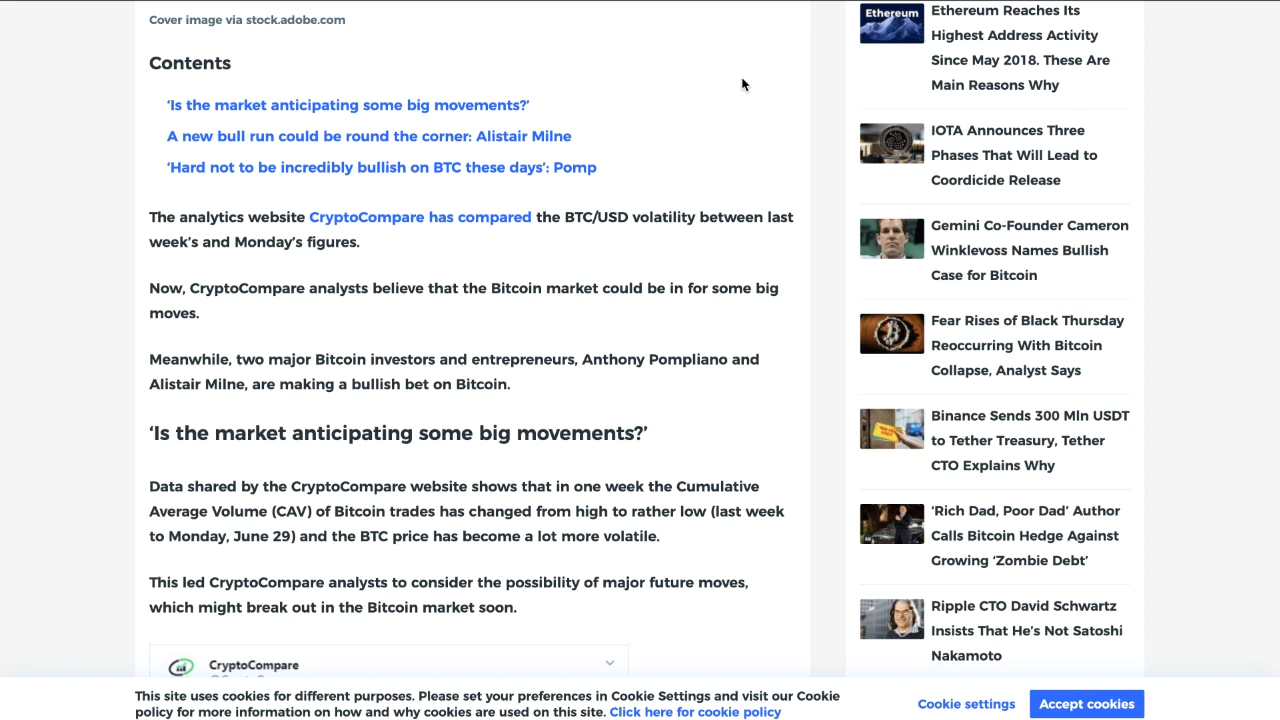 Cover image via stock.adobe.com
Contents
‘Is the market anticipating some big movements?’
A new bull run could be round the corner: Alistair Milne
‘Hard not to be incredibly bullish on BTC these days’: Pomp
The analytics website CryptoCompare has compared the BTC/USD volatility between last
week’s and Monday’s figures.
Now, CryptoCompare analysts believe that the Bitcoin market could be in for some big
moves.
Meanwhile, two major Bitcoin investors and entrepreneurs, Anthony Pompliano and
Alistair Milne, are making a bullish bet on Bitcoin.
‘Is the market anticipating some big movements?’
Data shared by the CryptoCompare website shows that in one week the Cumulative
Average Volume (CAV) of Bitcoin trades has changed from high to rather low (last week
to Monday, June 29) and the BTC price has become a lot more volatile.
This led CryptoCompare analysts to consider the possibility of major future moves,
which might break out in the Bitcoin market soon.
CryptoCompare
Ethereum
Ethereum Reaches Its
Highest Address Activity
Since May 2018. These Are
Main Reasons Why
IOTA Announces Three
Phases That Will Lead to
Coordicide Release
Gemini Co-Founder Cameron
Winklevoss Names Bullish
Case for Bitcoin
Fear Rises of Black Thursday
Reoccurring With Bitcoin
Collapse, Analyst Says
Binance Sends 300 Mln USDT
to Tether Treasury, Tether
CTO Explains Why
‘Rich Dad, Poor Dad’ Author
Calls Bitcoin Hedge Against
Growing ‘Zombie Debt’
Ripple CTO David Schwartz
Insists That He’s Not Satoshi
Nakamoto
This site uses cookies for different purposes. Please set your preferences in Cookie Settings and visit our Cookie
policy for more information on how and why cookies are used on this site. Click here for cookie policy
Cookie settings
Accept cookies